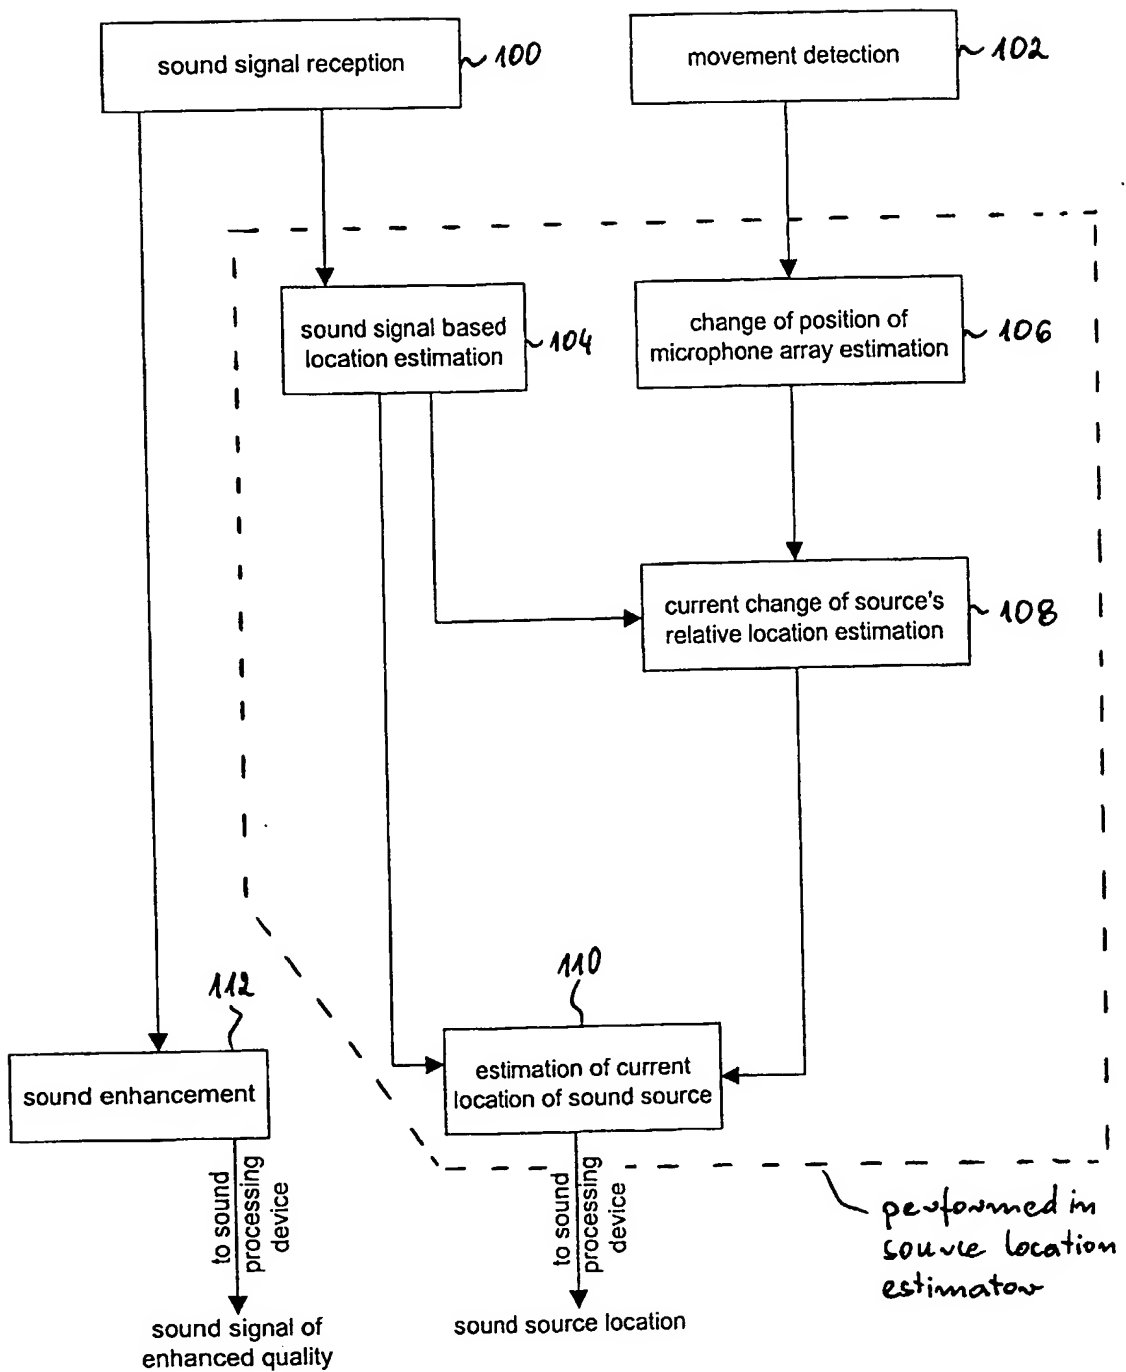 sound signal reception
100
movement detection
102
sound signal based
location estimation
104
change of position of
microphone array estimation
106
current change of source's
relative location estimation
108
110
112
sound enhancement
estimation of current
location of sound source
to sound
processing
device
to sound
processing
device
performed in
source location
estimator
sound signal of
enhanced quality
sound source location